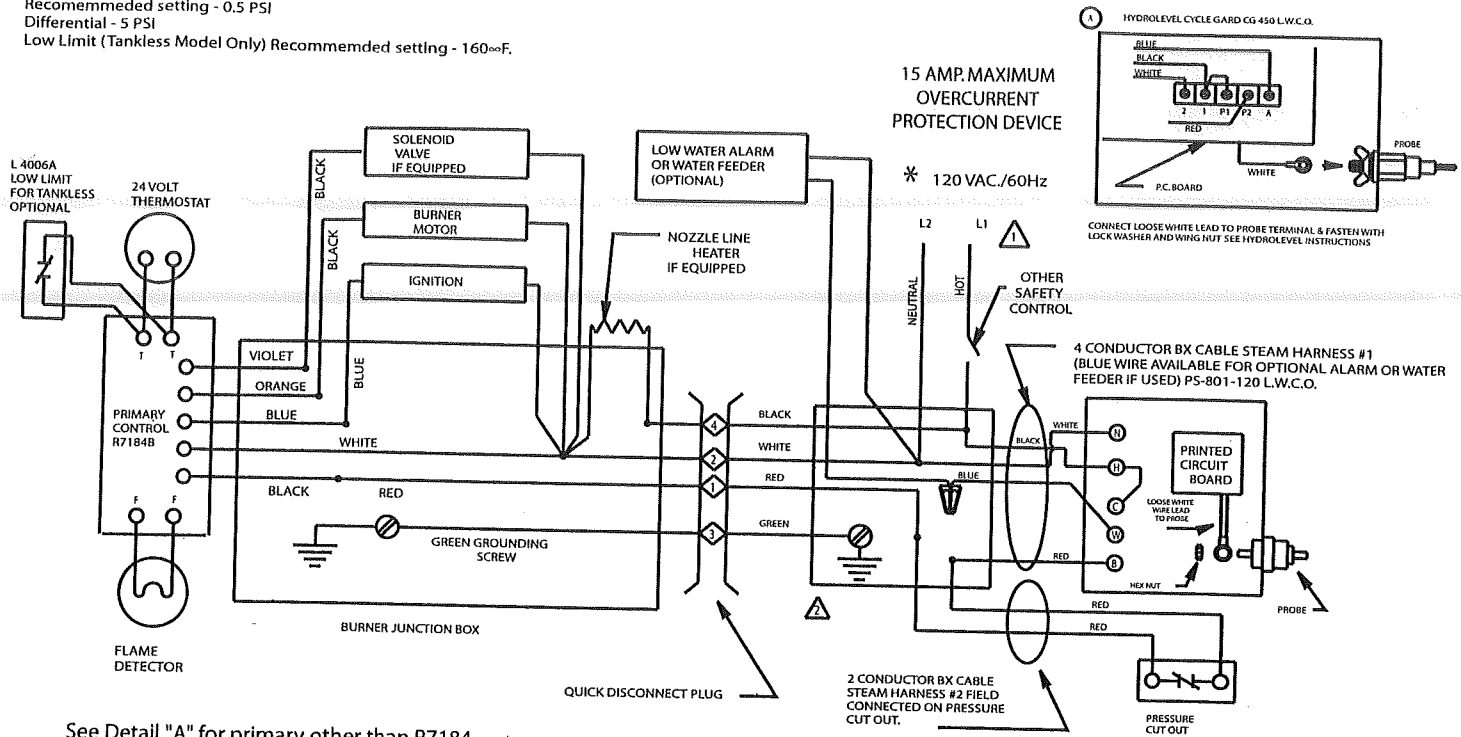 Recomemmeded setting - 0.5 PSI
Differential - 5 PSI
Low Limit (Tankless Model Only) Recommemded setting - 160∞F.
A
HYDROLEVEL CYCLE GARD CG 450 L.W.C.O.
BLUE
BLACK
WHITE
2 1 P1 P2 A
RED
PROBE
WHITE
P.C. BOARD
CONNECT LOOSE WHITE LEAD TO PROBE TERMINAL & FASTEN WITH
LOCK WASHER AND WING NUT SEE HYDROLEVEL INSTRUCTIONS
15 AMP. MAXIMUM
OVERCURRENT
PROTECTION DEVICE
* 120 VAC./60Hz
L2
L1
1
NEUTRAL
HOT
OTHER
SAFETY
CONTROL
L 4006A
LOW LIMIT
FOR TANKLESS
OPTIONAL
24 VOLT
THERMOSTAT
SOLENOID
VALVE
IF EQUIPPED
BLACK
BURNER
MOTOR
BLACK
IGNITION
BLUE
NOZZLE LINE
HEATER
IF EQUIPPED
LOW WATER ALARM
OR WATER FEEDER
(OPTIONAL)
4 CONDUCTOR BX CABLE STEAM HARNESS #1
(BLUE WIRE AVAILABLE FOR OPTIONAL ALARM OR WATER
FEEDER IF USED) PS-801-120 L.W.C.O.
T T
VIOLET
ORANGE
BLUE
WHITE
BLACK
RED
PRIMARY
CONTROL
R7184B
F F
GREEN GROUNDING
SCREW
4
2
1
3
BLACK
WHITE
RED
GREEN
WHITE
BLACK
BLUE
RED
N
H
C
W
B
PRINTED
CIRCUIT
BOARD
LOOSE WHITE
WIRE LEAD
TO PROSE
HEX NUT
PROBE
2
RED
RED
BURNER JUNCTION BOX
FLAME
DETECTOR
QUICK DISCONNECT PLUG
2 CONDUCTOR BX CABLE
STEAM HARNESS #2 FIELD
CONNECTED ON PRESSURE
CUT OUT.
PRESSURE
CUT OUT
See Detail "A" for primary other than R7184